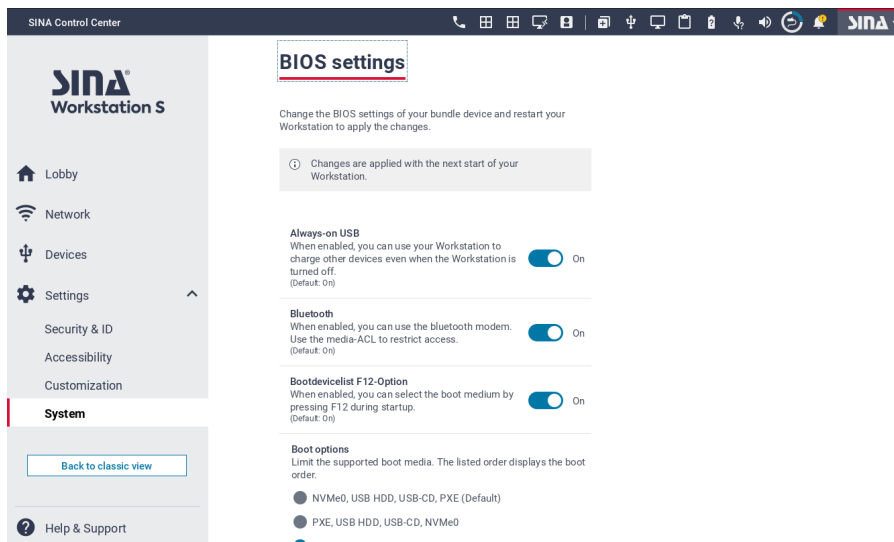 SINA Control Center
SINA
SINA
Workstation S
Lobby
Network
Devices
Settings
Security & ID
Accessibility
Customization
System
Back to classic view
Help & Support
BIOS settings
Change the BIOS settings of your bundle device and restart your
Workstation to apply the changes.
Changes are applied with the next start of your
Workstation.
Always-on USB
When enabled, you can use your Workstation to
charge other devices even when the Workstation is
turned off.
(Default: On)
On
Bluetooth
When enabled, you can use the bluetooth modem.
Use the media-ACL to restrict access.
(Default: On)
On
Bootdevicelist F12-Option
When enabled, you can select the boot medium by
pressing F12 during startup.
(Default: On)
On
Boot options
Limit the supported boot media. The listed order displays the boot
order.
NVMe0, USB HDD, USB-CD, PXE (Default)
PXE, USB HDD, USB-CD, NVMe0